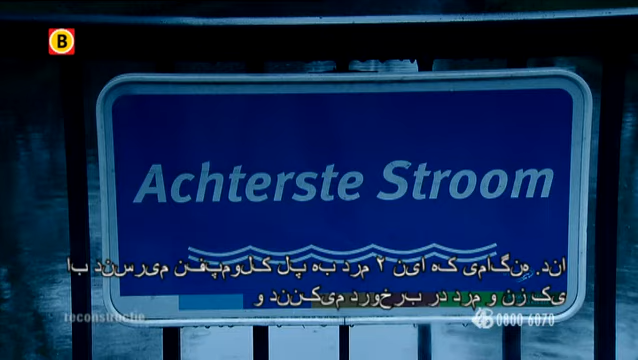 B
Achterste Stroom
اند. هنگامی که این ۲ مرد به پل کلومپفن میرسند با
یک زن و مرد در برخورد میکنند و
reconstructie
0800 6070